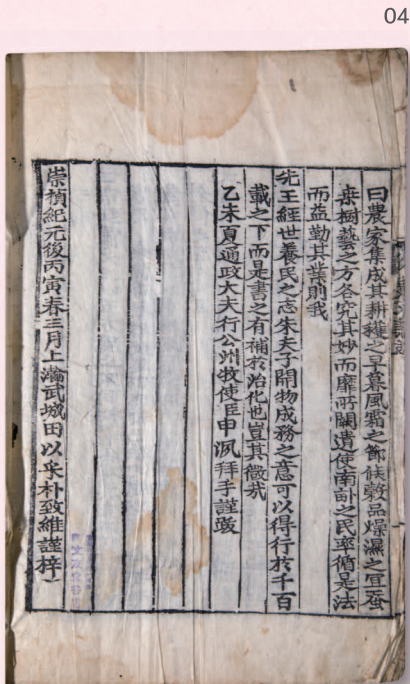 04
曰農家集成其耕穫之早暮風霜之節候穀品燥濕之宜蚕
桒樹藝之方各究其妙而靡所闕遺使南畝之民率循是法
而益勤其業則我
先王經世養民之志朱夫子開物成務之意可以得行於千百
載之下而是書之有補於治化也豈其微㢤
乙未夏通政大夫行公州牧使臣申洬拜手謹跋
崇禎紀元後丙寅春三月上澣武城田以采朴致維謹梓